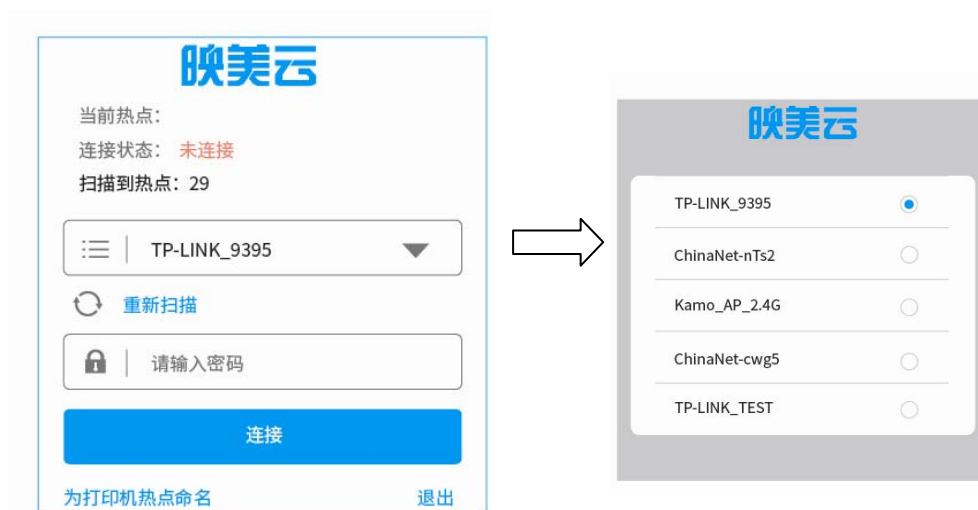 映美云
当前热点：
连接状态： 未连接
扫描到热点：29
TP-LINK_9395
重新扫描
请输入密码
连接
为打印机热点命名 退出
映美云
TP-LINK_9395
ChinaNet-nTs2
Kamo_AP_2.4G
ChinaNet-cwg5
TP-LINK_TEST